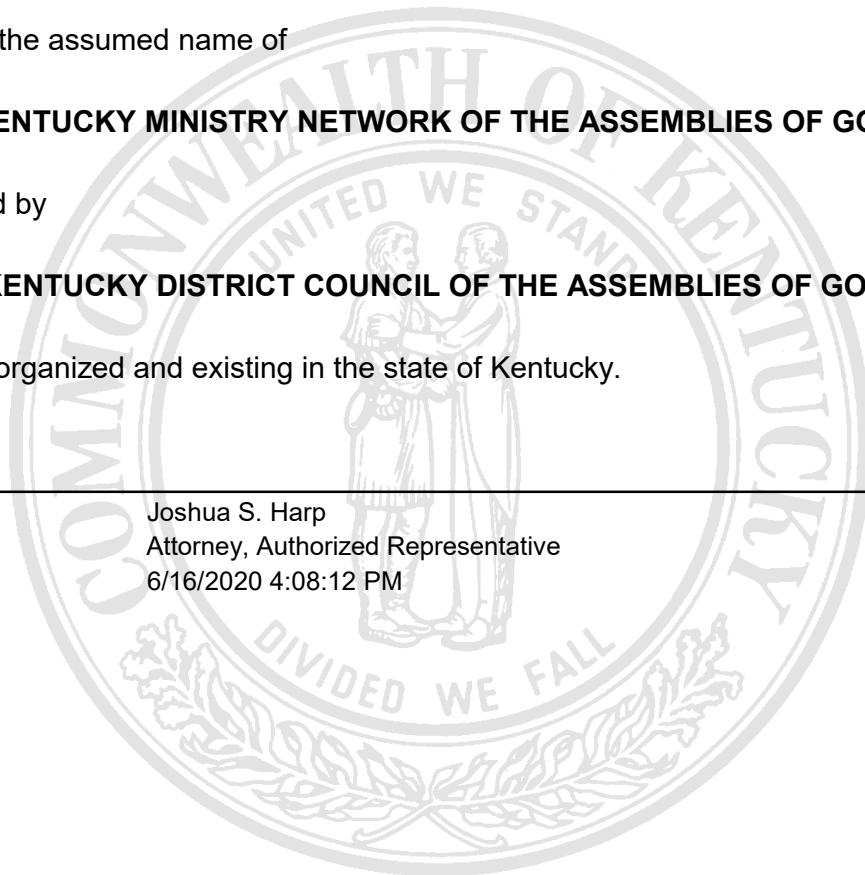 the assumed name of
ENTUCKY MINISTRY NETWORK OF THE ASSEMBLIES OF GO
d by
KENTUCKY DISTRICT COUNCIL OF THE ASSEMBLIES OF GO
organized and existing in the state of Kentucky.
Joshua S. Harp
Attorney, Authorized Representative
6/16/2020 4:08:12 PM
COMMONWEALTH OF KENTUCKY
UNITED WE STAND
DIVIDED WE FALL